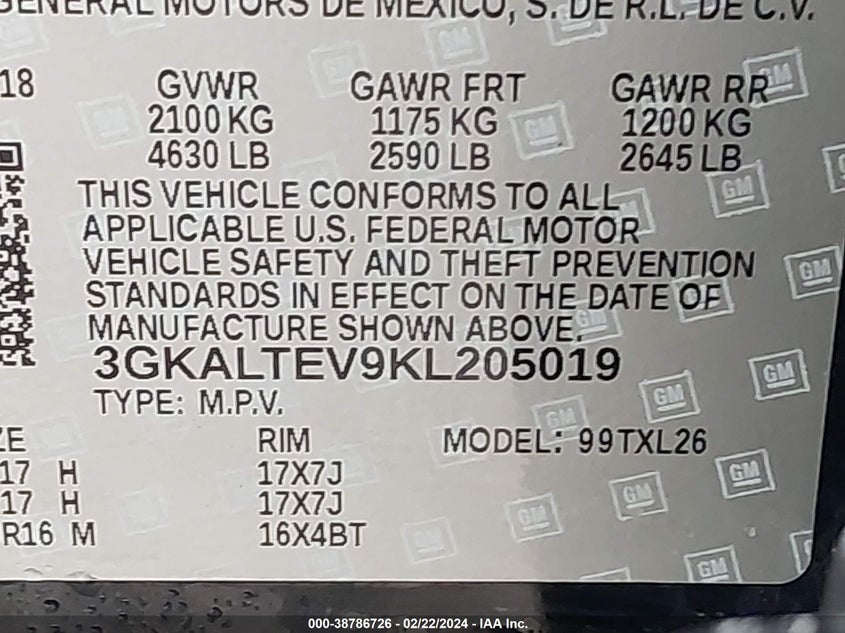 GENERAL MOTORS DE MEXICO, S. DE R.L. DE C.V.
18 GVWR GAWR FRT GAWR RR
2100 KG 1175 KG 1200 KG
4630 LB 2590 LB 2645 LB
THIS VEHICLE CONFORMS TO ALL
APPLICABLE U.S. FEDERAL MOTOR
VEHICLE SAFETY AND THEFT PREVENTION
STANDARDS IN EFFECT ON THE DATE OF
MANUFACTURE SHOWN ABOVE.
3GKALTEV9KL205019
TYPE: M.P.V.
ZE RIM MODEL: 99TXL26
17 H 17X7J
17 H 17X7J
R16 M 16X4BT
000-38786726 - 02/22/2024 - IAA Inc.